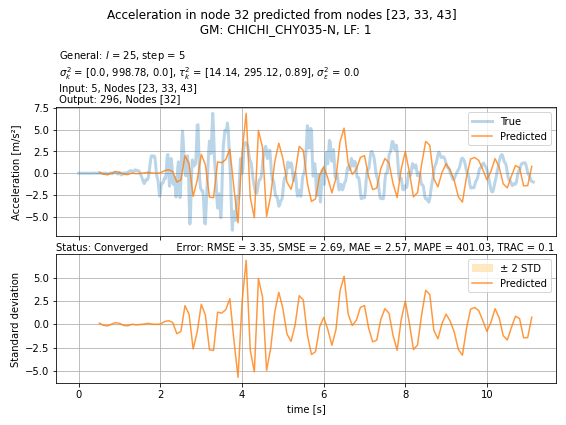 Acceleration in node 32 predicted from nodes [23, 33, 43]
GM: CHICHI_CHY035-N, LF: 1
General: l = 25, step = 5
σ²ₖ = [0.0, 998.78, 0.0], τ²ₖ = [14.14, 295.12, 0.89], σ²ε = 0.0
Input: 5, Nodes [23, 33, 43]
Output: 296, Nodes [32]
Acceleration [m/s²]
7.5
5.0
2.5
0.0
−2.5
−5.0
True
Predicted
Status: Converged
Error: RMSE = 3.35, SMSE = 2.69, MAE = 2.57, MAPE = 401.03, TRAC = 0.1
Standard deviation
5.0
2.5
0.0
−2.5
−5.0
± 2 STD
Predicted
0 2 4 6 8 10
time [s]